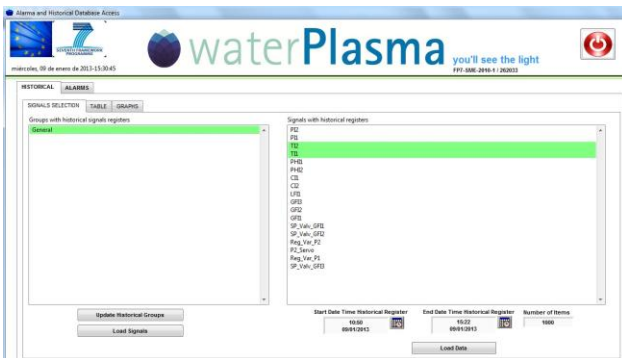 Alarma and Historical Database Access
SEVENTH FRAMEWORK
PROGRAMME
waterPlasma
you'll see the light
FP7-SME-2010-1 / 262033
miércoles, 09 de enero de 2013-15:30:45
HISTORICAL ALARMS
SIGNALS SELECTION TABLE GRAPHS
Groups with historical signals registers
General
Signals with historical registers
PI2
PI1
TI2
TI1
PHI1
PHI2
CI1
CI2
LFI1
GFI3
GFI2
GFI1
SP_Valv_GFI1
SP_Valv_GFI2
Reg_Var_P2
P2_Servo
Reg_Var_P1
SP_Valv_GFI3
Update Historical Groups
Load Signals
Start Date Time Historical Register
10:50
09/01/2013
End Date Time Historical Register
15:22
09/01/2013
Number of Items
1000
Load Data